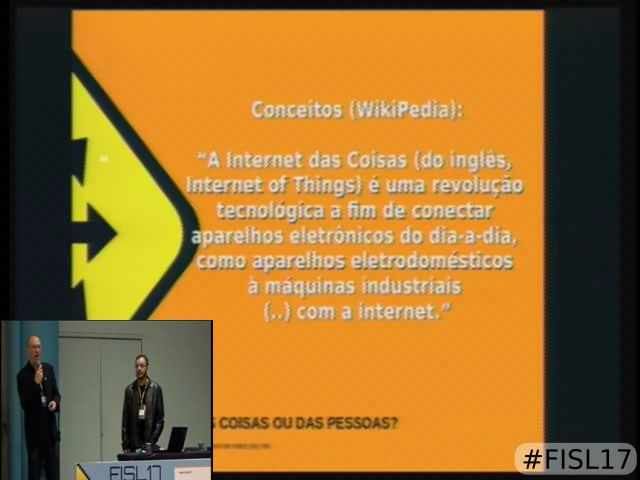 Conceitos (WikiPedia):
“A Internet das Coisas (do inglês,
Internet of Things) é uma revolução
tecnológica a fim de conectar
aparelhos eletrônicos do dia-a-dia,
como aparelhos eletrodomésticos
à máquinas industriais
(..) com a internet.”
COISAS OU DAS PESSOAS?
FISL17
#FISL17